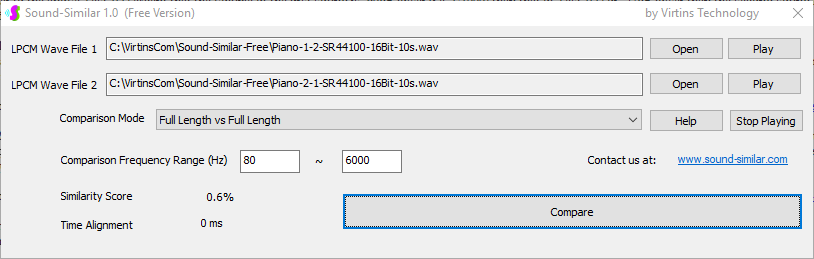 Sound-Similar 1.0 (Free Version) by Virtins Technology
LPCM Wave File 1 C:\VirtinsCom\Sound-Similar-Free\Piano-1-2-SR44100-16Bit-10s.wav Open Play
LPCM Wave File 2 C:\VirtinsCom\Sound-Similar-Free\Piano-2-1-SR44100-16Bit-10s.wav Open Play
Comparison Mode Full Length vs Full Length Help Stop Playing
Comparison Frequency Range (Hz) 80 ~ 6000 Contact us at: www.sound-similar.com
Similarity Score 0.6%
Compare
Time Alignment 0 ms